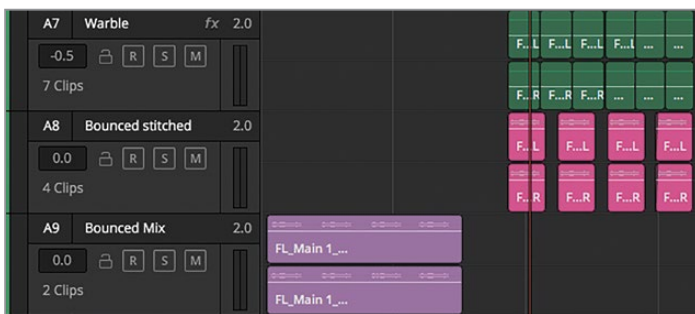 A7 Warble fx 2.0
-0.5 R S M
7 Clips
F...L F...L F...L F...L ... ...
F...R F...R F...R ... ... ...
A8 Bounced stitched 2.0
0.0 R S M
4 Clips
F...L F...L F...L F...L
F...R F...R F...R F...R
A9 Bounced Mix 2.0
0.0 R S M
2 Clips
FL_Main 1_...
FL_Main 1_...